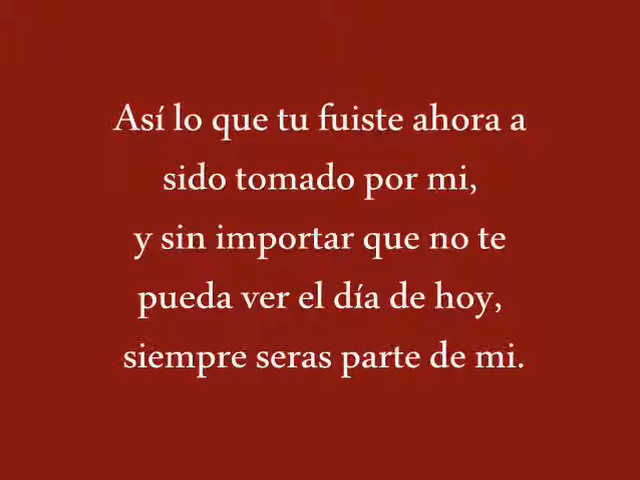 Así lo que tu fuiste ahora a
sido tomado por mi,
y sin importar que no te
pueda ver el día de hoy,
siempre seras parte de mi.